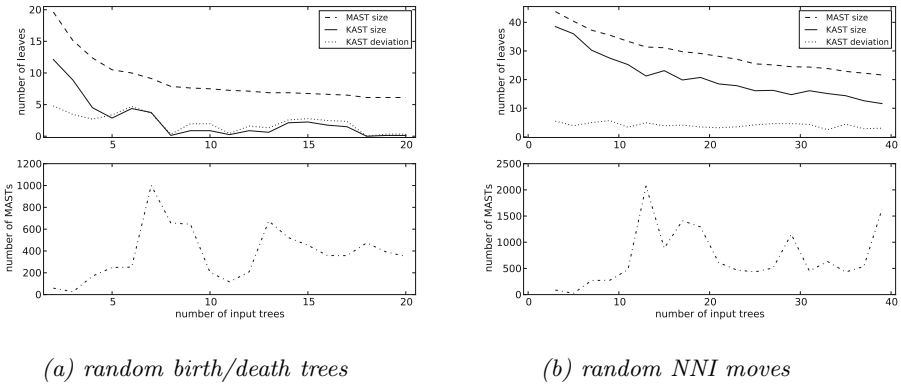 20
15
10
5
0
number of leaves
MAST size
KAST size
KAST deviation
5
10
15
20
1200
1000
800
600
400
200
0
number of MASTs
5
10
15
20
number of input trees
(a) random birth/death trees
40
30
20
10
0
number of leaves
MAST size
KAST size
KAST deviation
0
10
20
30
40
2500
2000
1500
1000
500
0
number of MASTs
0
10
20
30
40
number of input trees
(b) random NNI moves